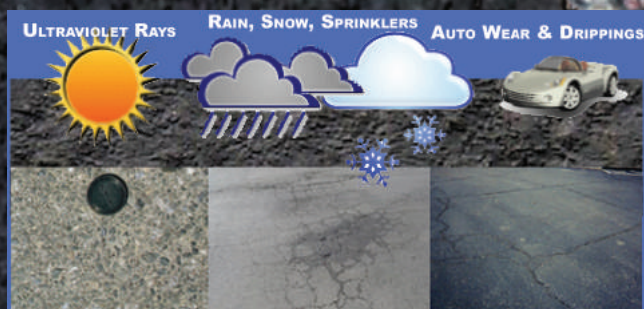 ULTRAVIOLET RAYS
RAIN, SNOW, SPRINKLERS
AUTO WEAR & DRIPPINGS